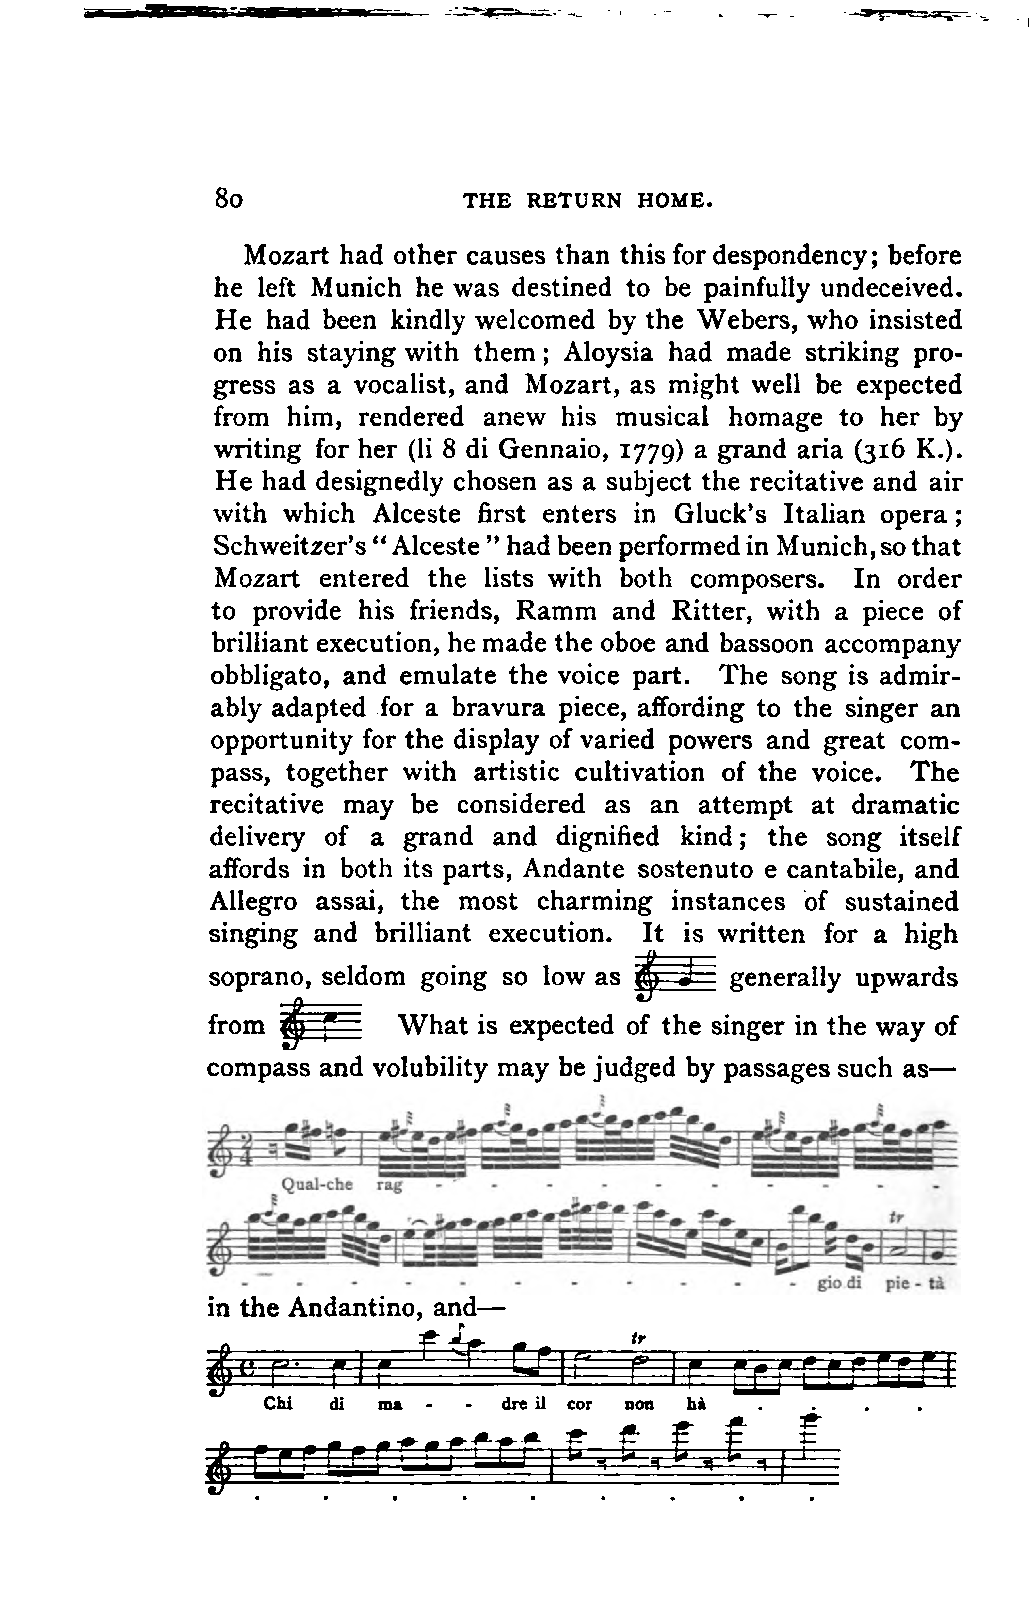 80 THE RETURN HOME.
Mozart had other causes than this for despondency; before
he left Munich he was destined to be painfully undeceived.
He had been kindly welcomed by the Webers, who insisted
on his staying with them; Aloysia had made striking pro-
gress as a vocalist, and Mozart, as might well be expected
from him, rendered anew his musical homage to her by
writing for her (li 8 di Gennaio, 1779) a grand aria (316 K.).
He had designedly chosen as a subject the recitative and air
with which Alceste first enters in Gluck's Italian opera;
Schweitzer's "Alceste" had been performed in Munich, so that
Mozart entered the lists with both composers. In order
to provide his friends, Ramm and Ritter, with a piece of
brilliant execution, he made the oboe and bassoon accompany
obbligato, and emulate the voice part. The song is admir-
ably adapted for a bravura piece, affording to the singer an
opportunity for the display of varied powers and great com-
pass, together with artistic cultivation of the voice. The
recitative may be considered as an attempt at dramatic
delivery of a grand and dignified kind; the song itself
affords in both its parts, Andante sostenuto e cantabile, and
Allegro assai, the most charming instances of sustained
singing and brilliant execution. It is written for a high
soprano, seldom going so low as generally upwards
from What is expected of the singer in the way of
compass and volubility may be judged by passages such as—
2 4
Qual-che rag - - - - - - - -
tr
- - - - - - - - - - gio di pie - tà
in the Andantino, and—
tr
Chi di ma - - dre il cor non hà . . . .
. . . . . . . . .